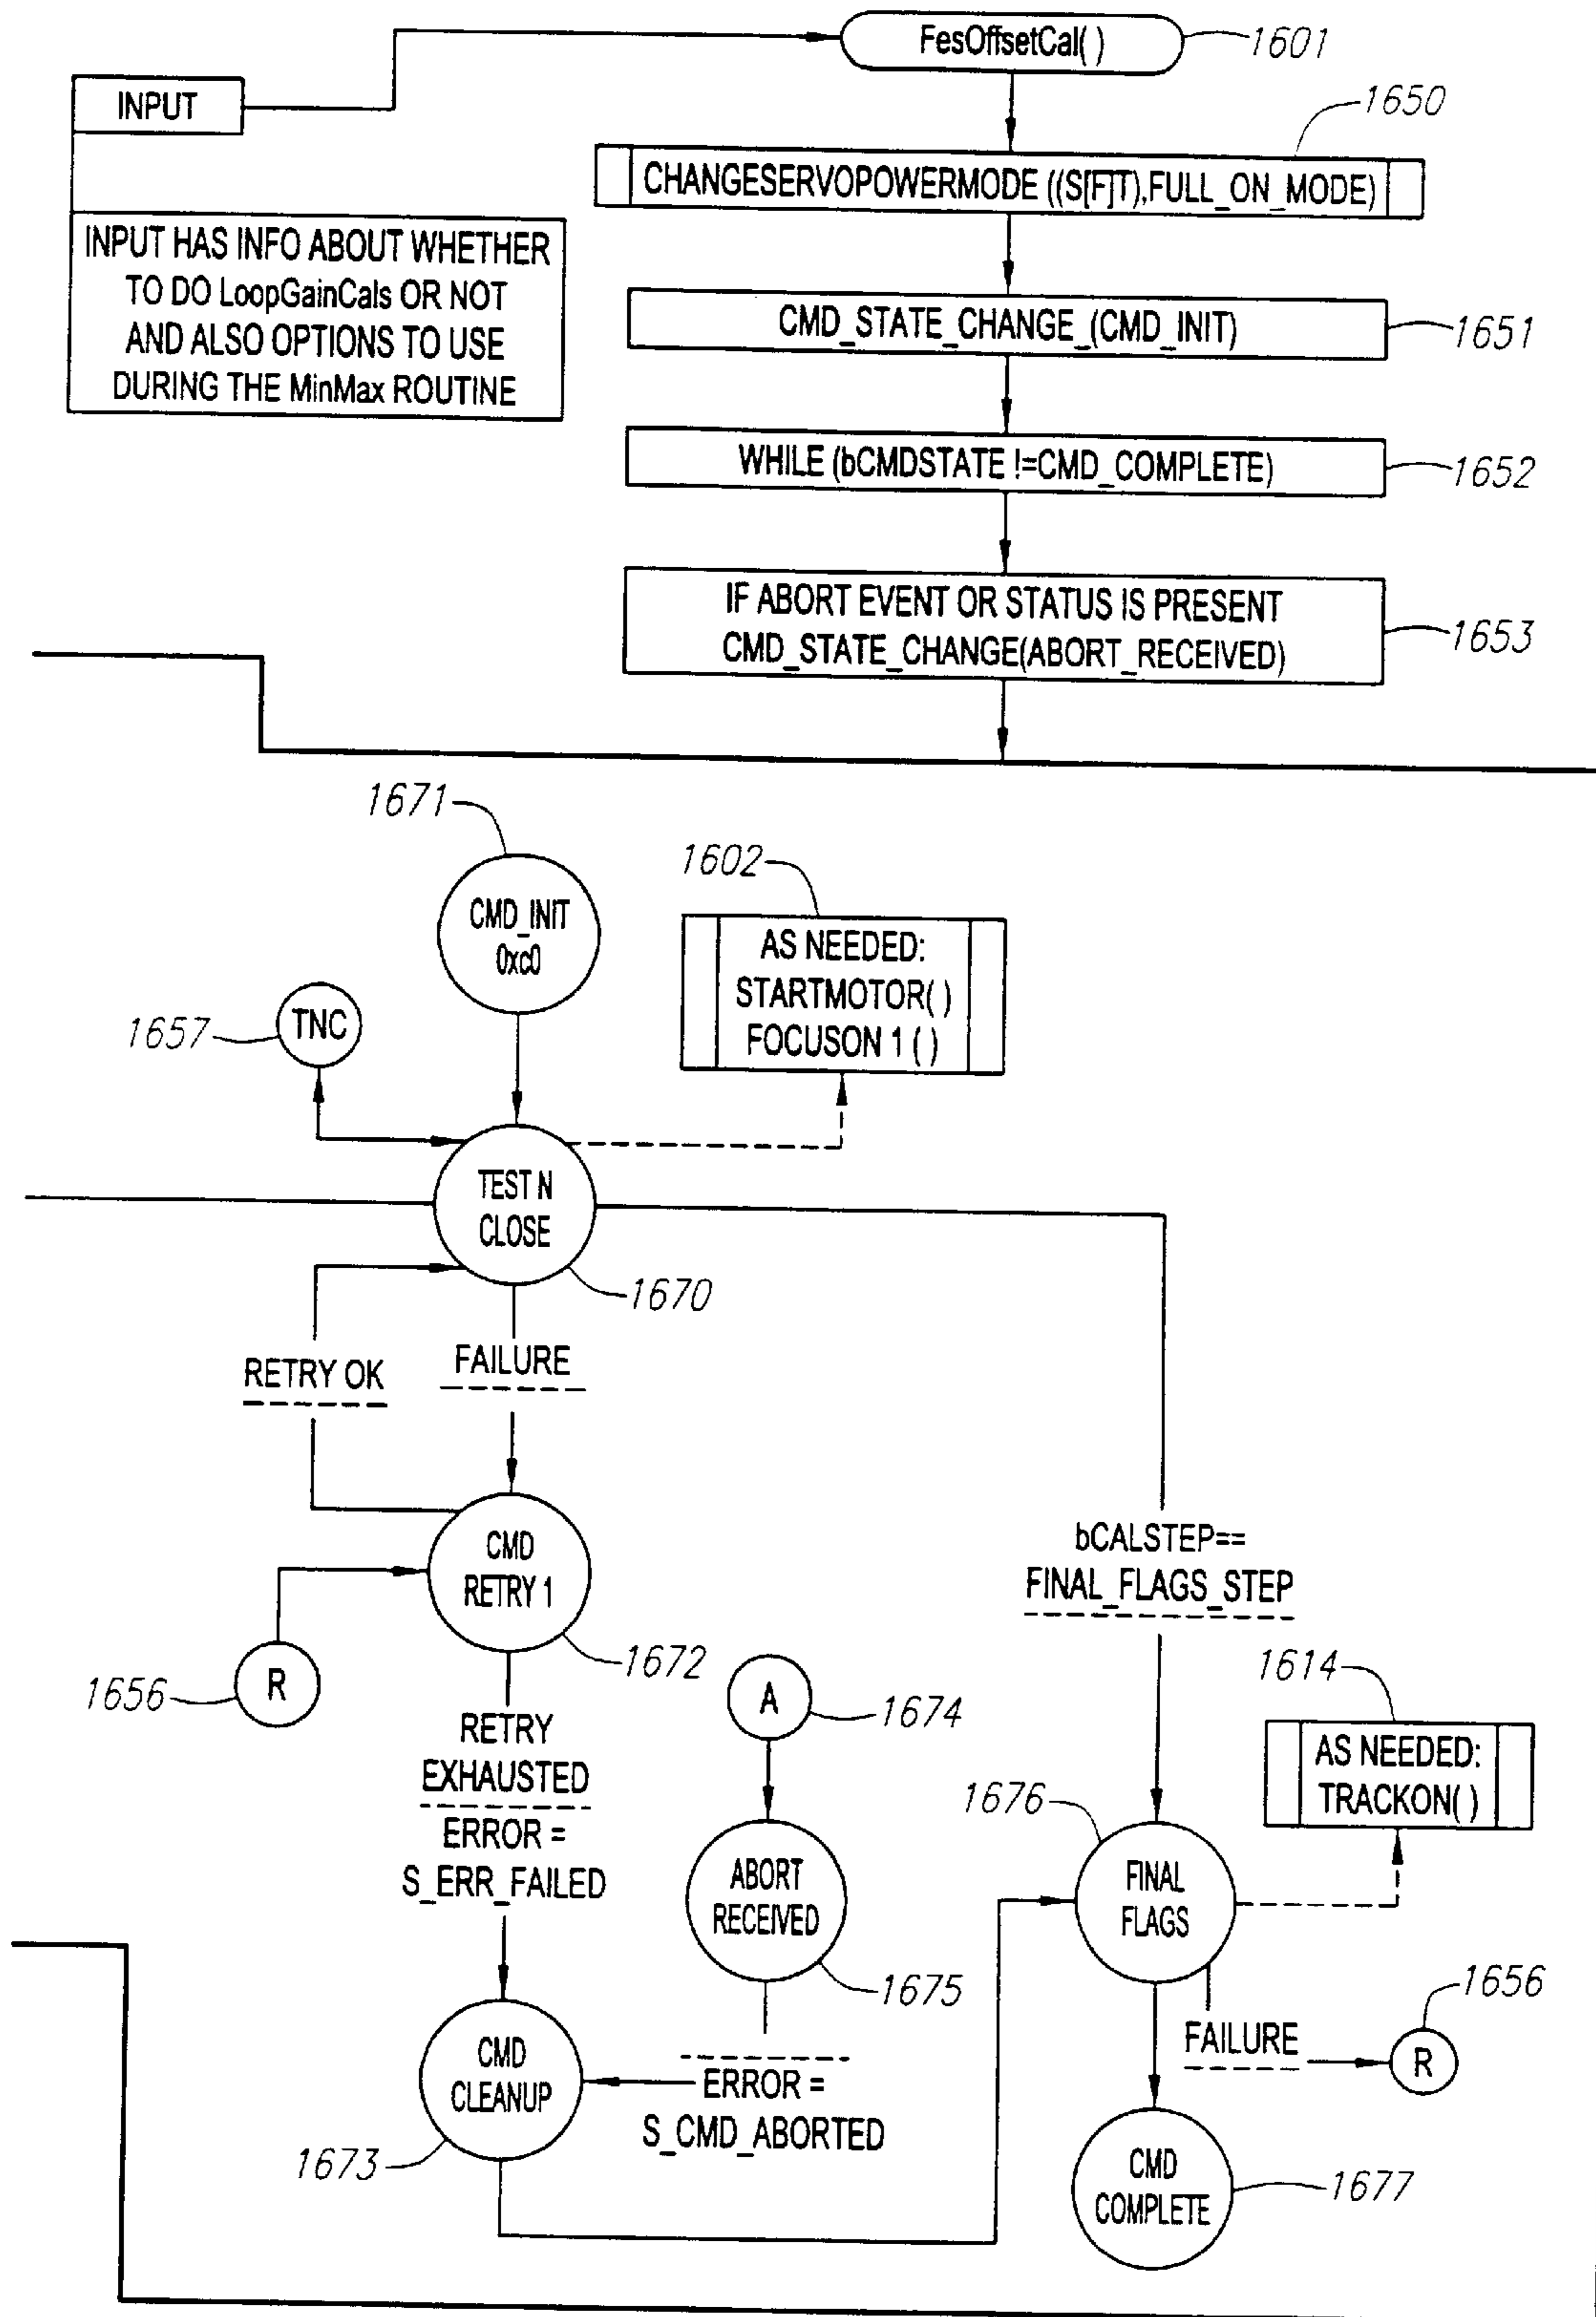 FesOffsetCal( )
1601
INPUT
1650
CHANGESERVOPOWERMODE ((S[F]T),FULL_ON_MODE)
INPUT HAS INFO ABOUT WHETHER
TO DO LoopGainCals OR NOT
AND ALSO OPTIONS TO USE
DURING THE MinMax ROUTINE
CMD_STATE_CHANGE_(CMD_INIT)
1651
WHILE (bCMDSTATE !=CMD_COMPLETE)
1652
IF ABORT EVENT OR STATUS IS PRESENT
CMD_STATE_CHANGE(ABORT_RECEIVED)
1653
1671
CMD_INIT
0xc0
1602
AS NEEDED:
STARTMOTOR( )
FOCUSON 1 ( )
1657
TNC
TEST N
CLOSE
1670
RETRY OK
FAILURE
CMD
RETRY 1
1672
1656
R
bCALSTEP==
FINAL_FLAGS_STEP
RETRY
EXHAUSTED
ERROR =
S_ERR_FAILED
A
1674
1614
AS NEEDED:
TRACKON( )
1676
ABORT
RECEIVED
1675
FINAL
FLAGS
1656
FAILURE
R
CMD
CLEANUP
1673
ERROR =
S_CMD_ABORTED
CMD
COMPLETE
1677